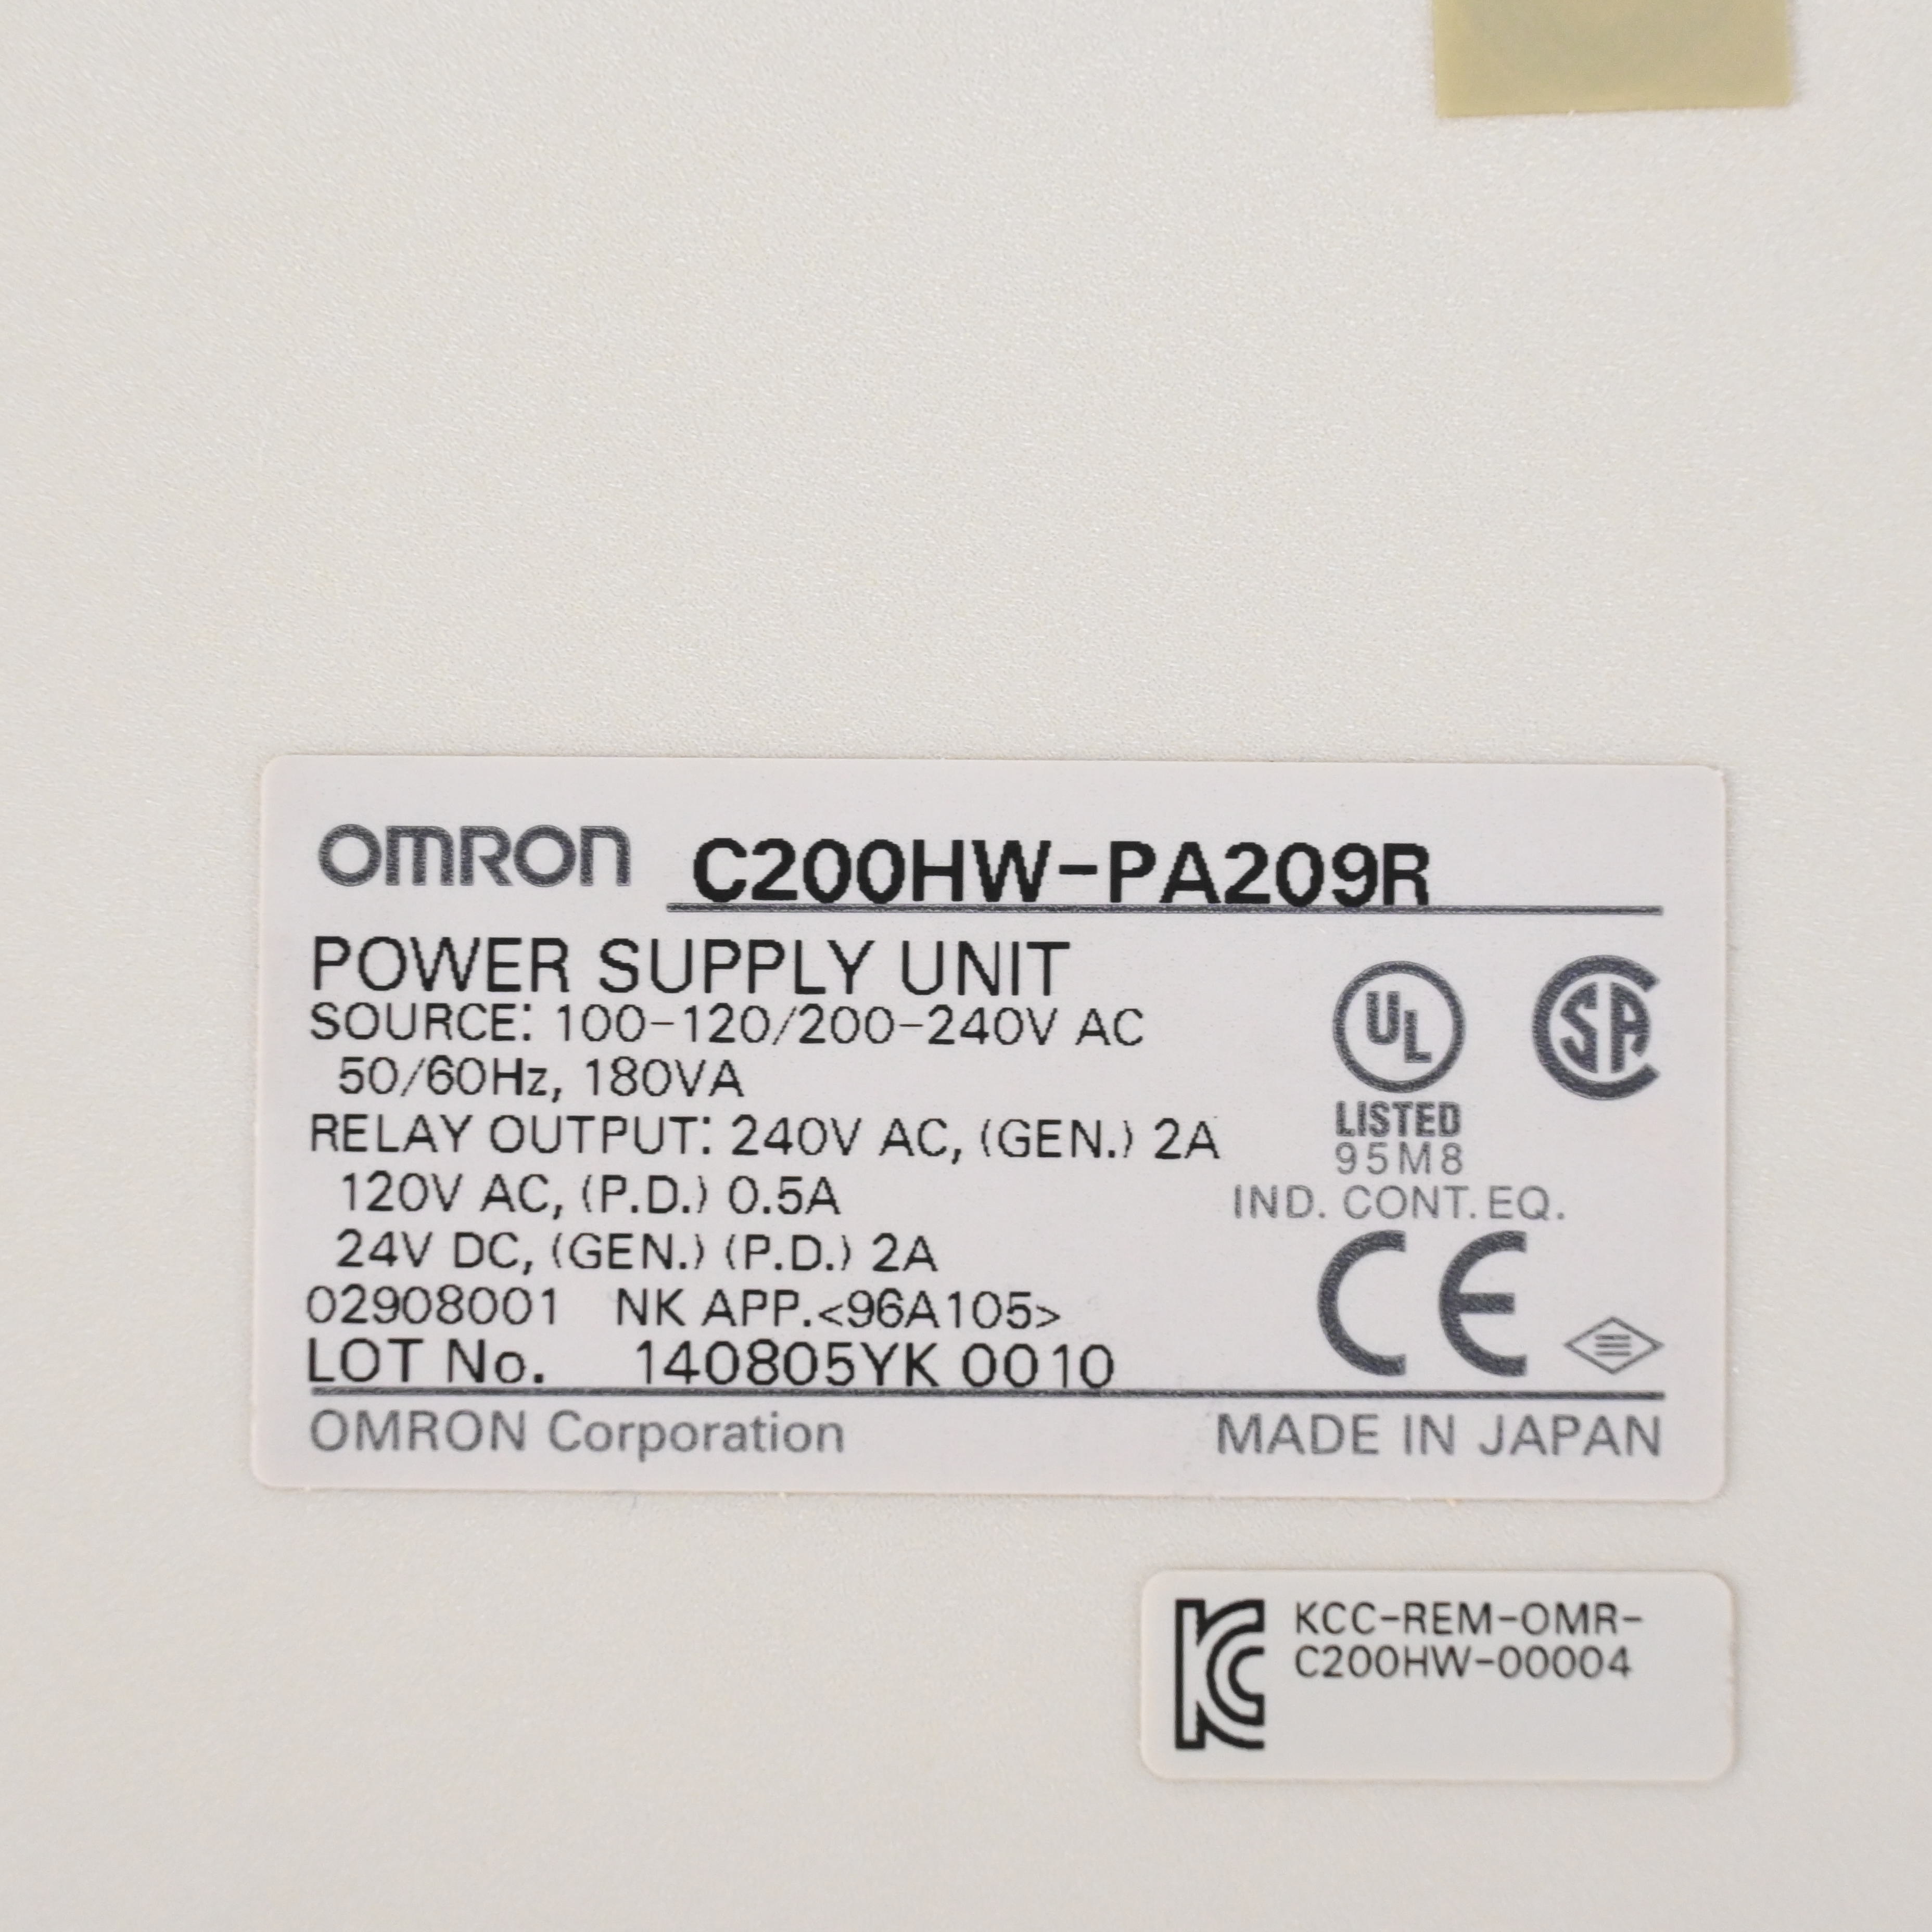 OMRON C200HW-PA209R
POWER SUPPLY UNIT
SOURCE: 100-120/200-240V AC
50/60Hz, 180VA
RELAY OUTPUT: 240V AC, (GEN.) 2A
120V AC, (P.D.) 0.5A
24V DC, (GEN.) (P.D.) 2A
02908001 NK APP.<96A105>
LOT No. 140805YK 0010
UL
LISTED
95M8
IND. CONT. EQ.
CSA
CE
OMRON Corporation MADE IN JAPAN
KC
KCC-REM-OMR-
C200HW-00004